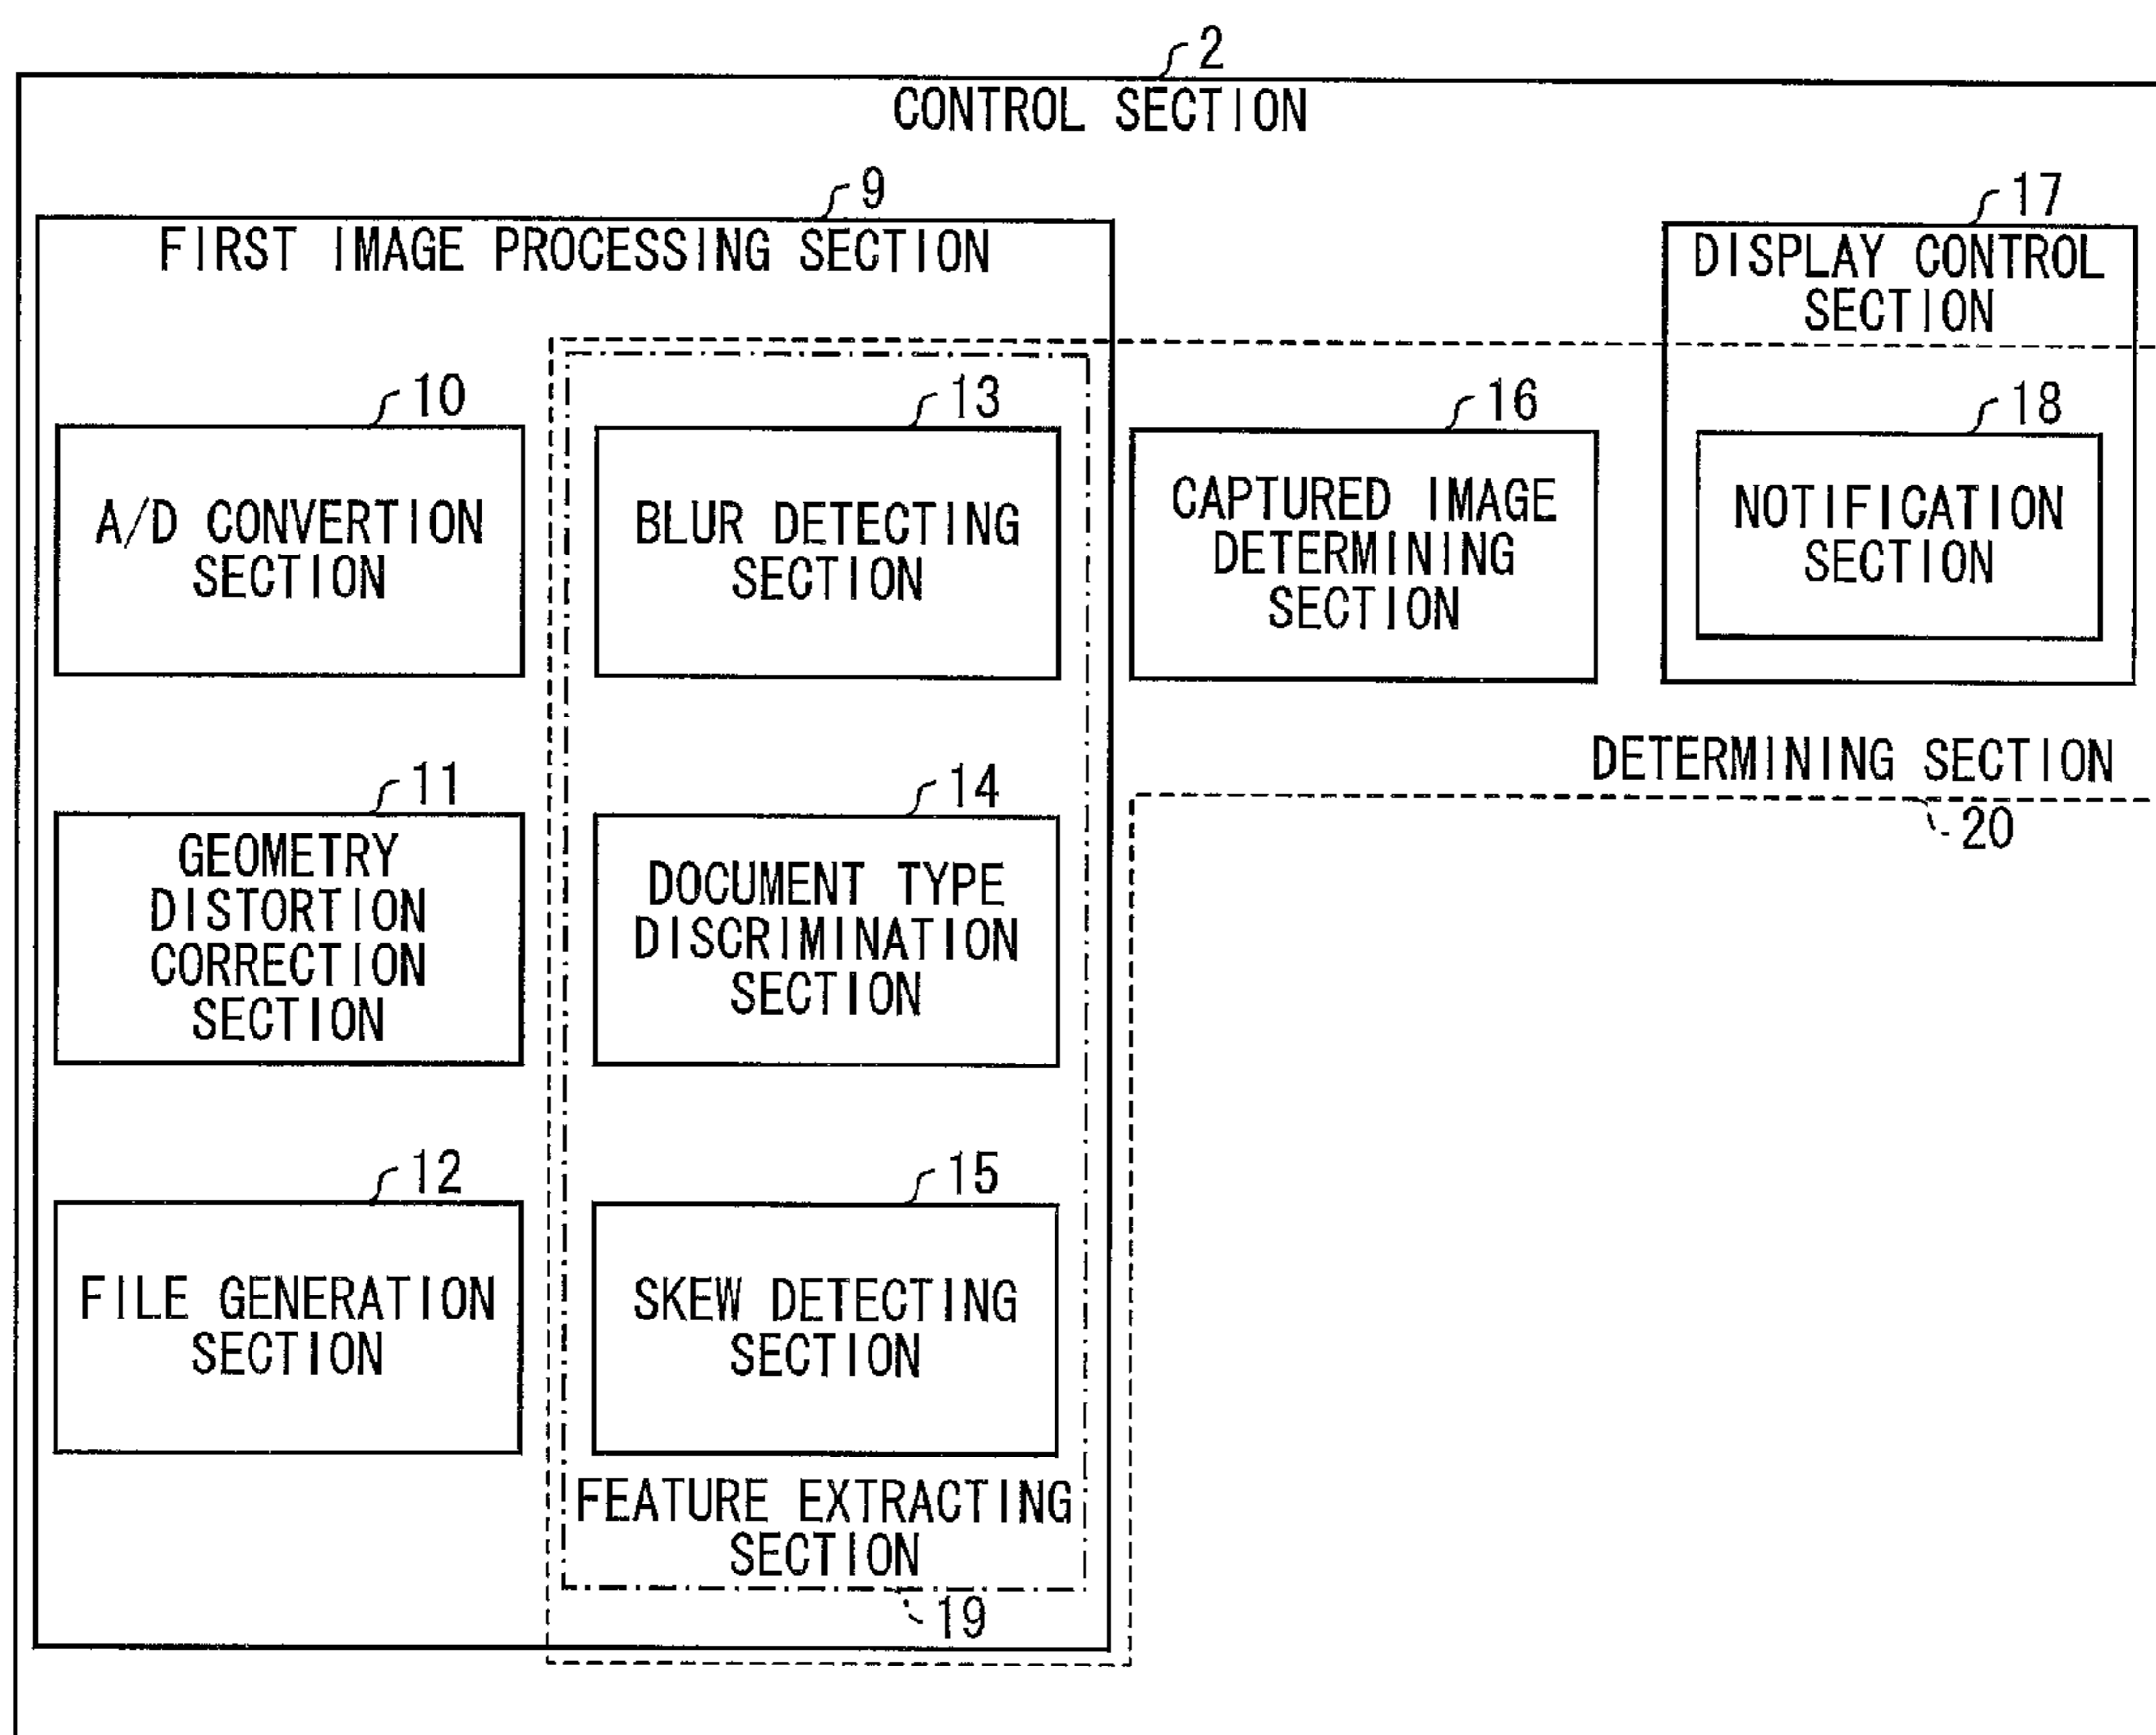 2
CONTROL SECTION
9
FIRST IMAGE PROCESSING SECTION
17
DISPLAY CONTROL
SECTION
10
A/D CONVERTION
SECTION
13
BLUR DETECTING
SECTION
16
CAPTURED IMAGE
DETERMINING
SECTION
18
NOTIFICATION
SECTION
DETERMINING SECTION
20
11
GEOMETRY
DISTORTION
CORRECTION
SECTION
14
DOCUMENT TYPE
DISCRIMINATION
SECTION
12
FILE GENERATION
SECTION
15
SKEW DETECTING
SECTION
FEATURE EXTRACTING
SECTION
19